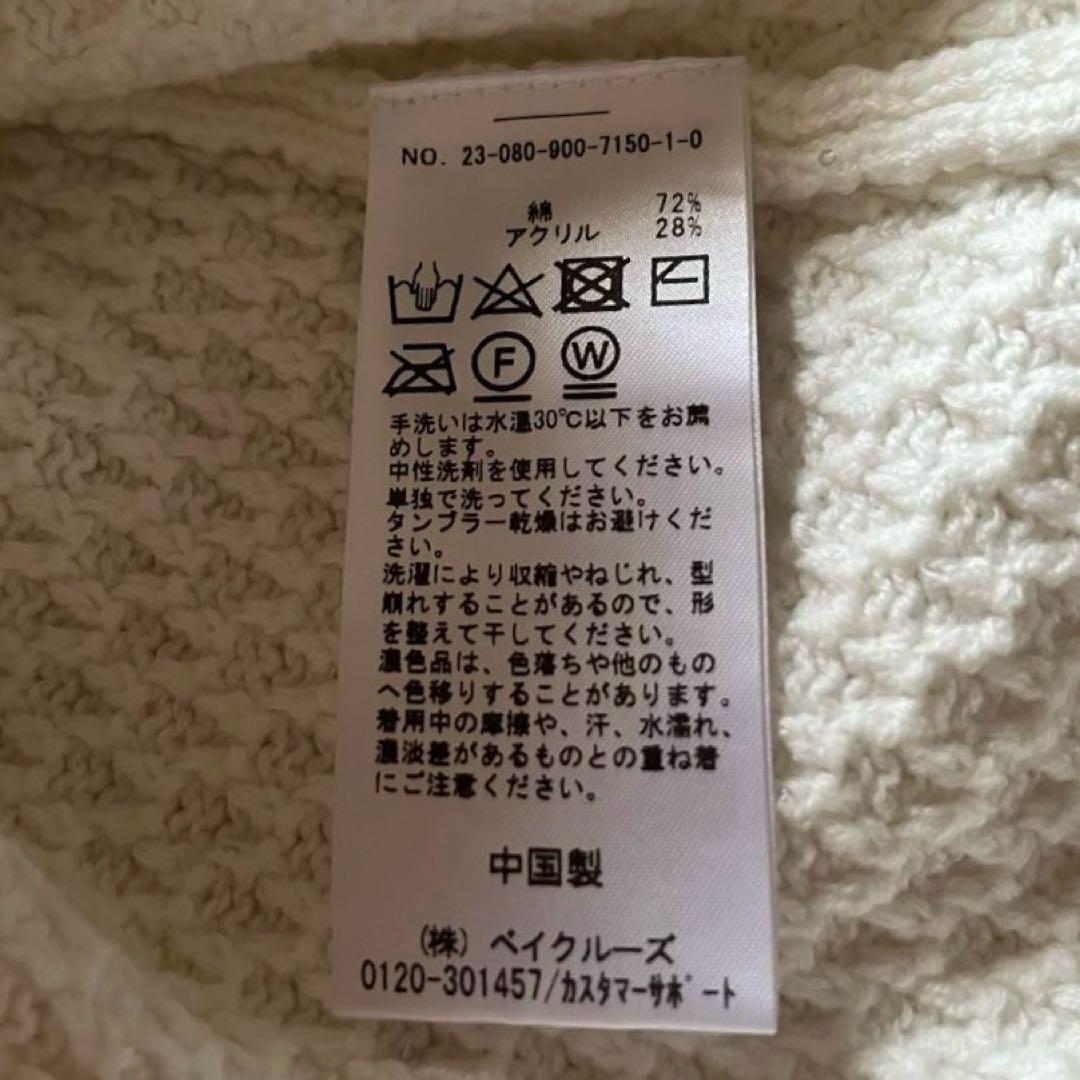 NO. 23-080-900-7150-1-0
綿 72%
アクリル 28%
F W
手洗いは水温30℃以下をお薦
めします。
中性洗剤を使用してください。
単独で洗ってください。
タンブラー乾燥はお避けくだ
さい。
洗濯により収縮やねじれ、型
崩れすることがあるので、形
を整えて干してください。
濃色品は、色落ちや他のもの
へ色移りすることがあります。
着用中の摩擦や、汗、水濡れ、
濃淡差があるものとの重ね着
にご注意ください。
中国製
(株) ベイクルーズ
0120-301457/カスタマーサポート